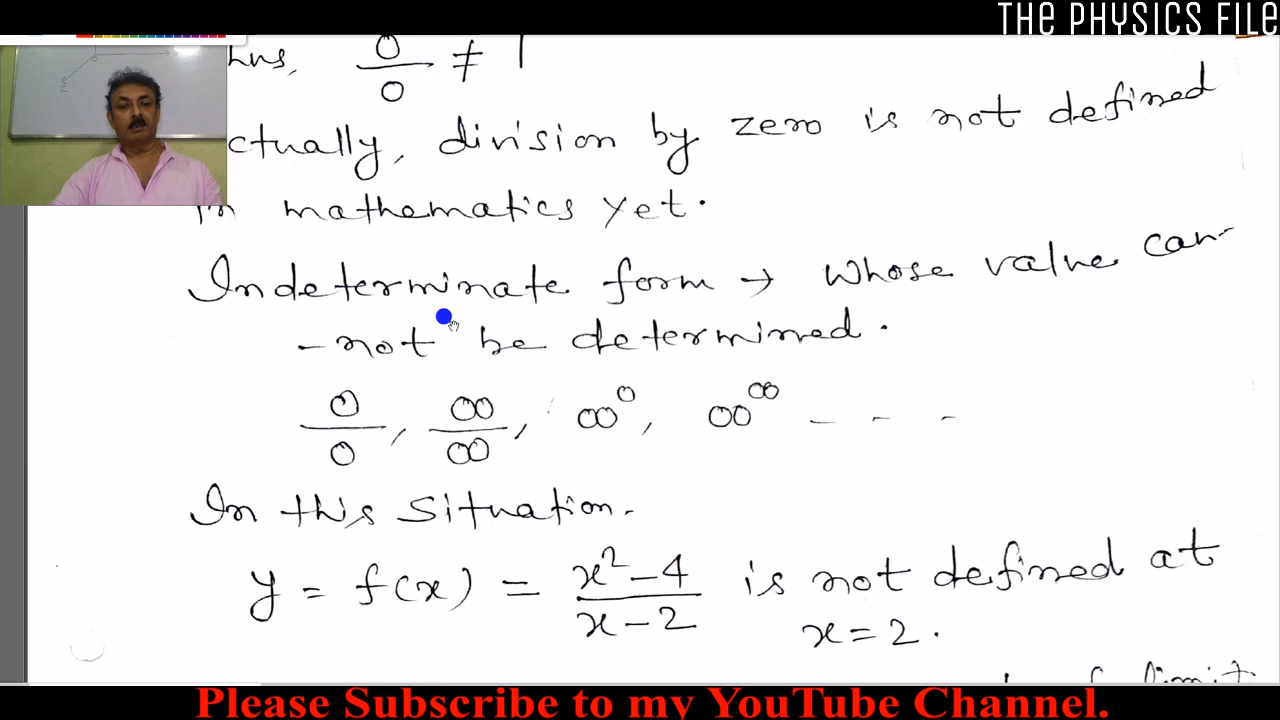 THE PHYSICS FILE
hus, 0/0 ≠ 1
ctually, division by zero is not defined
in mathematics yet.
Indeterminate form → whose value can-
-not be determined.
0/0, ∞/∞, ∞⁰, ∞^∞ - - -
In this situation.
y = f(x) = x²-4/x-2 is not defined at
x=2.
Please Subscribe to my YouTube Channel.